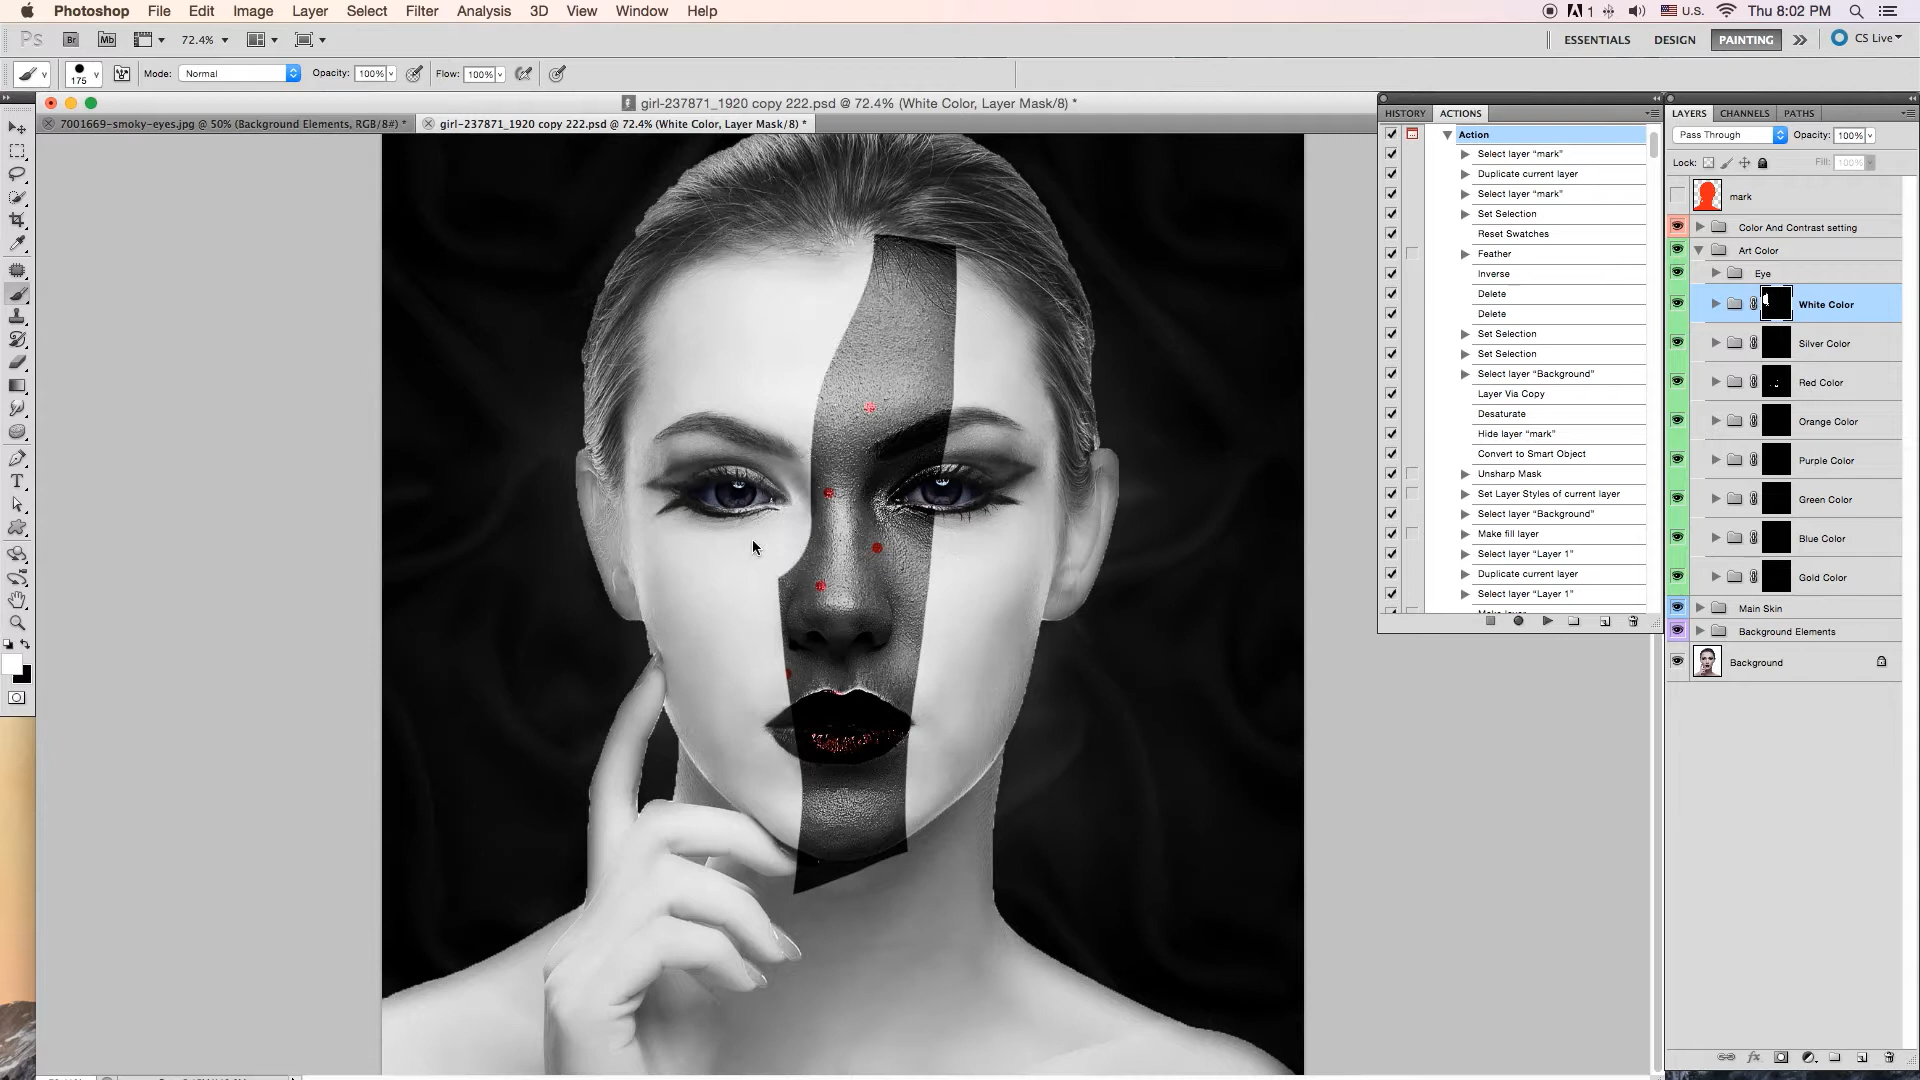 Photoshop File Edit Image Layer Select Filter Analysis 3D View Window Help 1 U.S. Thu 8:02 PM
Ps Br Mb 72.4% ESSENTIALS DESIGN PAINTING CS Live
175 Mode: Normal Opacity: 100% Flow: 100%
girl-237871_1920 copy 222.psd @ 72.4% (White Color, Layer Mask/8) *
7001669-smoky-eyes.jpg @ 50% (Background Elements, RGB/8#) * girl-237871_1920 copy 222.psd @ 72.4% (White Color, Layer Mask/8) *
HISTORY ACTIONS
Action
Select layer “mark”
Duplicate current layer
Select layer “mark”
Set Selection
Reset Swatches
Feather
Inverse
Delete
Delete
Set Selection
Set Selection
Select layer “Background”
Layer Via Copy
Desaturate
Hide layer “mark”
Convert to Smart Object
Unsharp Mask
Set Layer Styles of current layer
Select layer “Background”
Make fill layer
Select layer “Layer 1”
Duplicate current layer
Select layer “Layer 1”
LAYERS CHANNELS PATHS
Pass Through Opacity: 100%
Lock: Fill: 100%
mark
Color And Contrast setting
Art Color
Eye
White Color
Silver Color
Red Color
Orange Color
Purple Color
Green Color
Blue Color
Gold Color
Main Skin
Background Elements
Background
fx
T